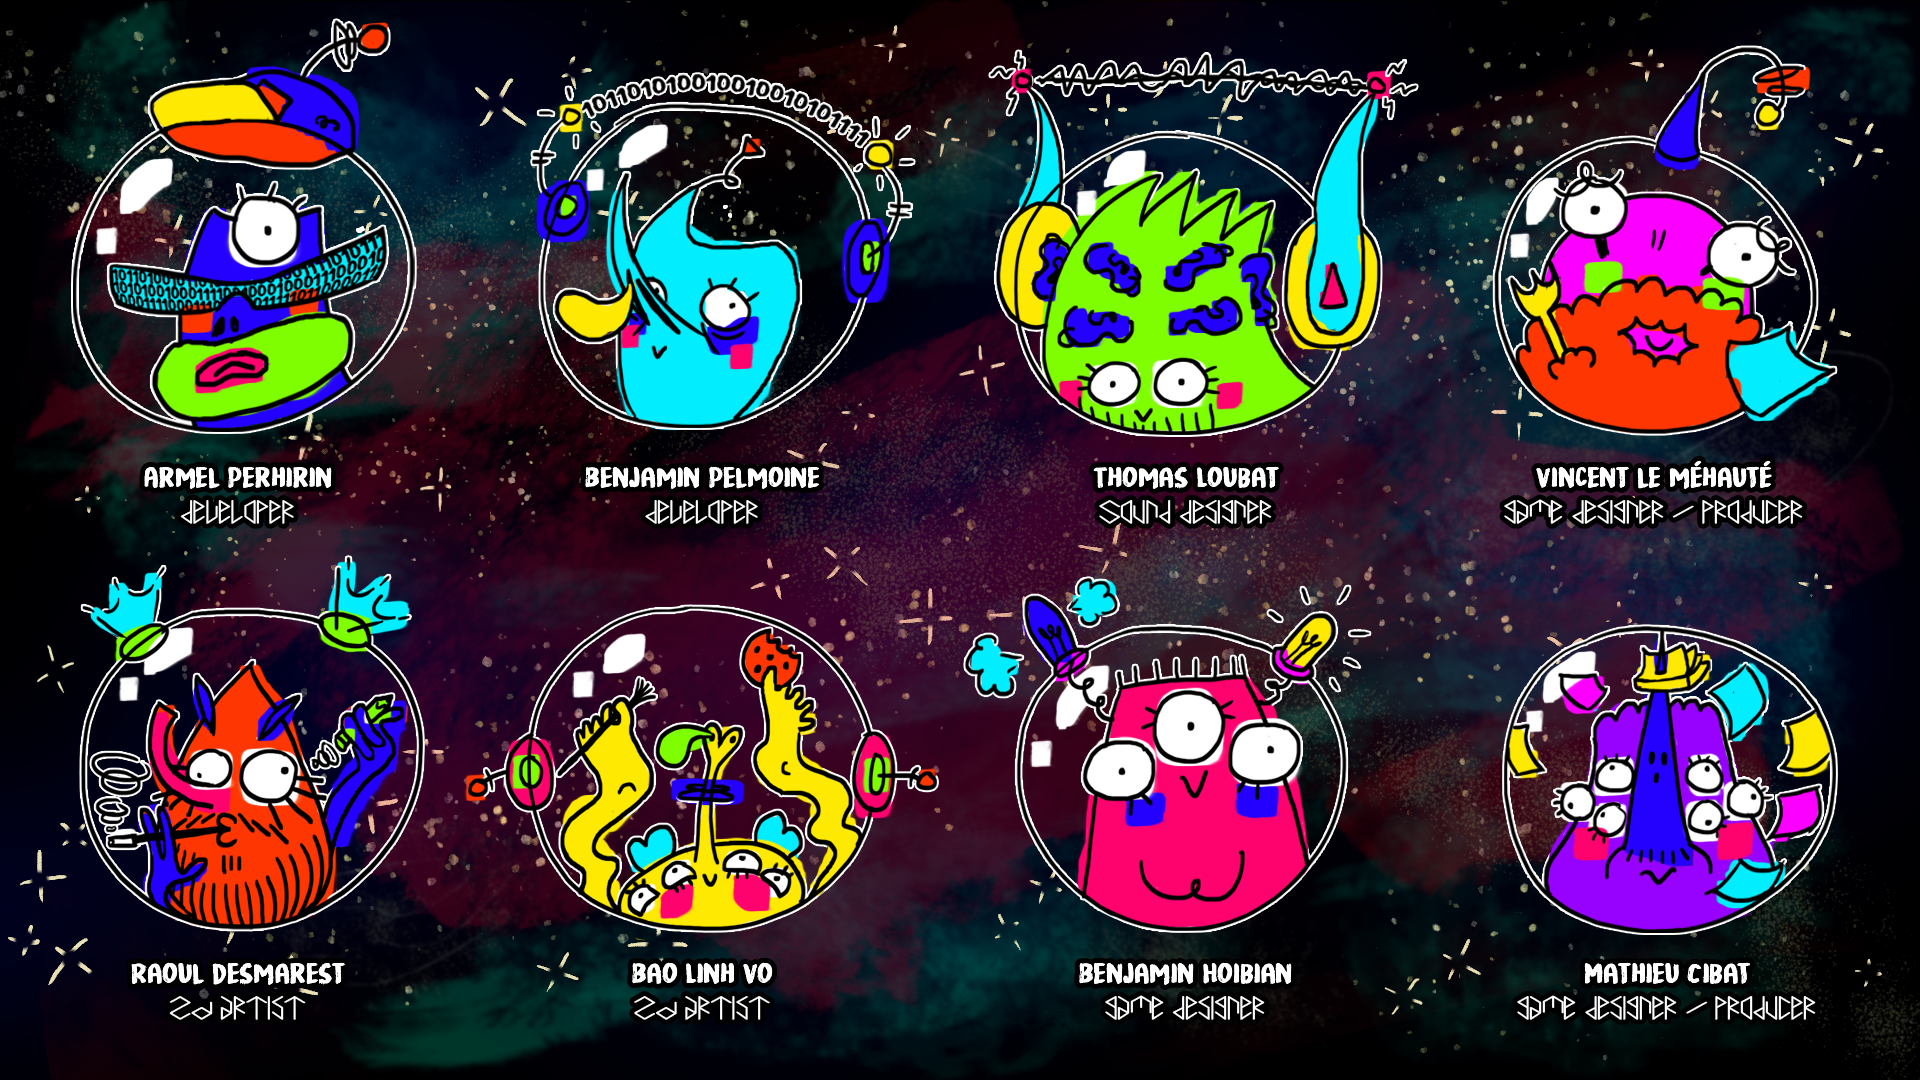 1011010100100100100101011111
ARMEL PERHIRIN
DEVELOPER
BENJAMIN PELMOINE
DEVELOPER
THOMAS LOUBAT
SOUND DESIGNER
VINCENT LE MÉHAUTÉ
GAME DESIGNER / PRODUCER
RAOUL DESMAREST
2D ARTIST
BAO LINH VO
2D ARTIST
BENJAMIN HOIBIAN
GAME DESIGNER
MATHIEU CIBAT
GAME DESIGNER / PRODUCER